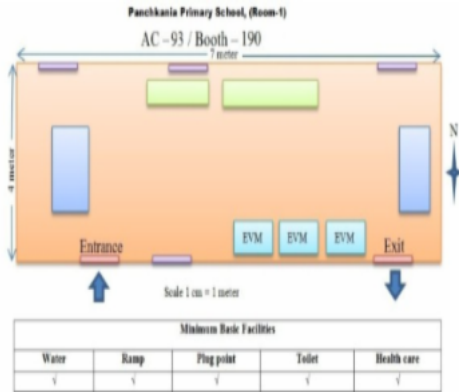 Panchkania Primary School, (Room-1)
AC – 93 / Booth – 190
7 meter
4 meter
N
EVM EVM EVM
Entrance Exit
Scale 1 cm = 1 meter
Minimum Basic Facilities
Water Ramp Plug point Toilet Health care
√ √ √ √ √